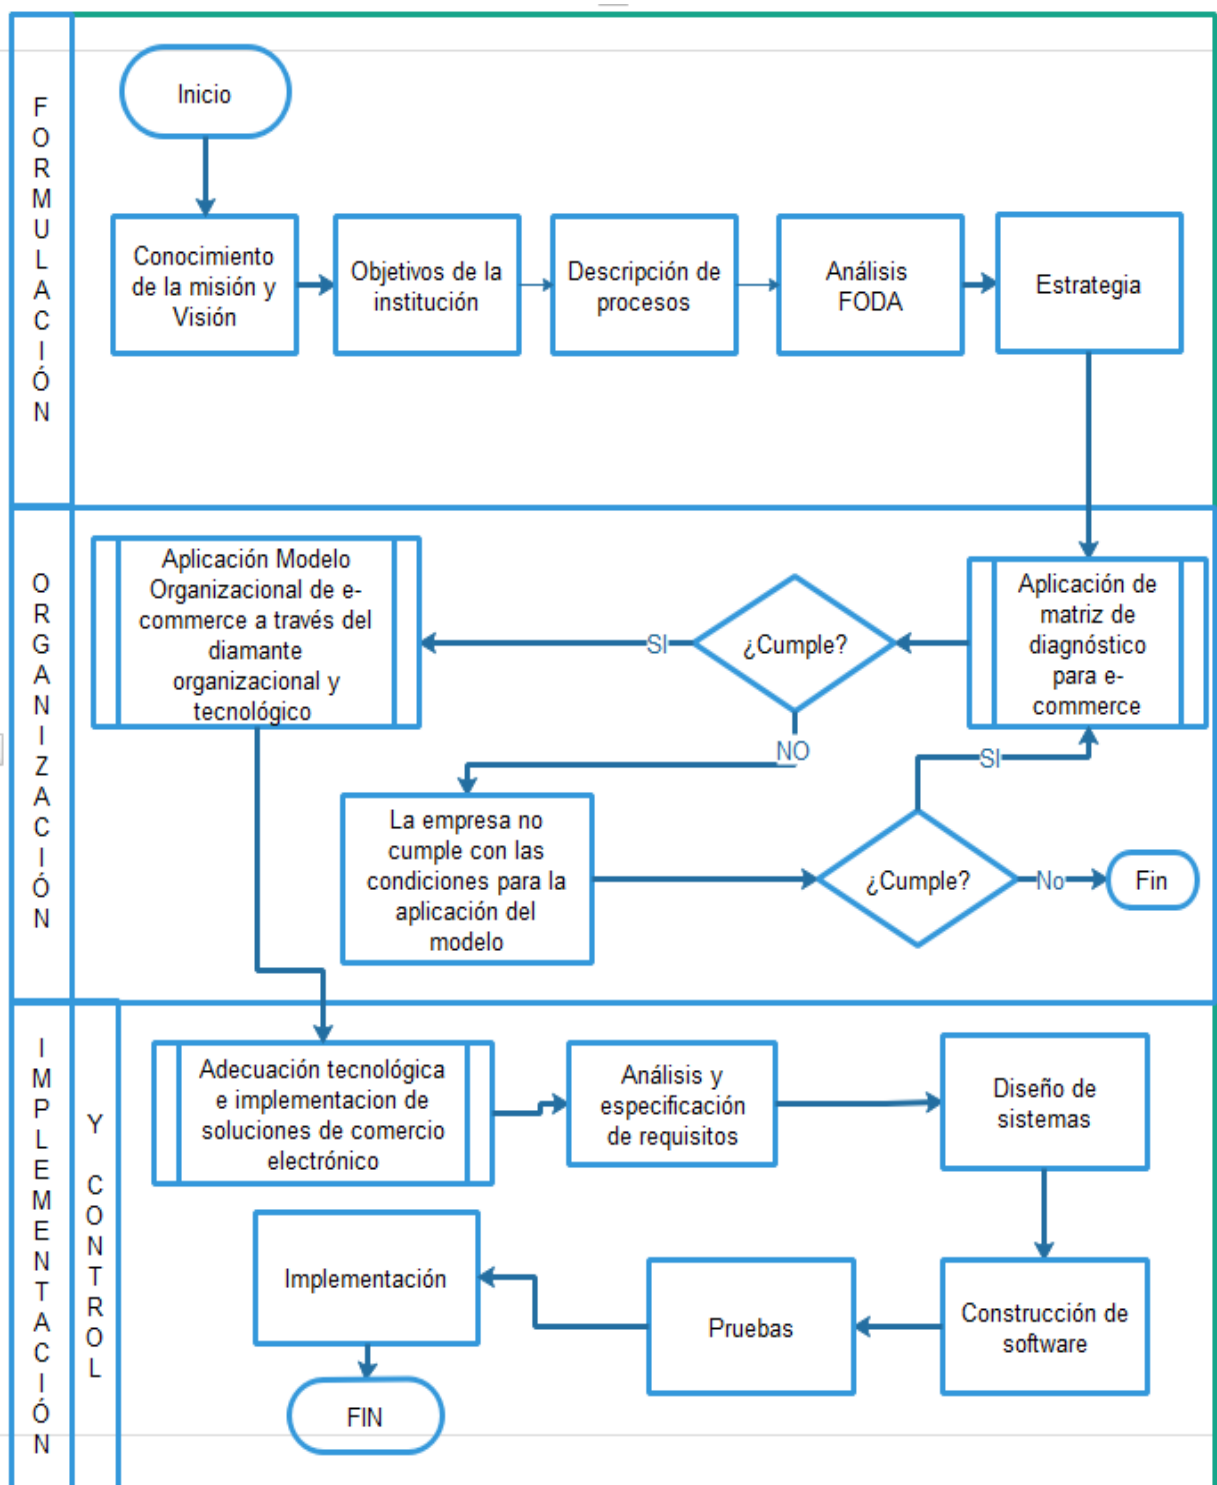 FORMULACIÓN
Inicio
Conocimiento
de la misión y
Visión
Objetivos de la
institución
Descripción de
procesos
Análisis
FODA
Estrategia
ORGANIZACIÓN
Aplicación Modelo
Organizacional de e-
commerce a través del
diamante
organizacional y
tecnológico
SI
¿Cumple?
NO
Aplicación de
matriz de
diagnóstico
para e-
commerce
La empresa no
cumple con las
condiciones para la
aplicación del
modelo
¿Cumple?
SI
No
Fin
IMPLEMENTACIÓN
Y CONTROL
Adecuación tecnológica
e implementacion de
soluciones de comercio
electrónico
Análisis y
especificación
de requisitos
Diseño de
sistemas
Construcción de
software
Pruebas
Implementación
FIN